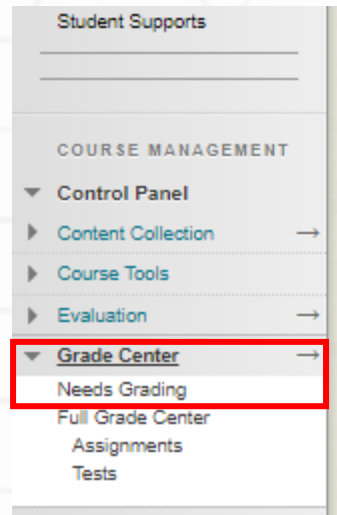 Student Supports
COURSE MANAGEMENT
Control Panel
Content Collection
Course Tools
Evaluation
Grade Center
Needs Grading
Full Grade Center
Assignments
Tests